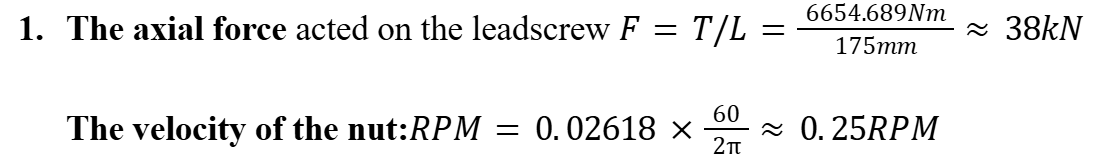 1. The axial force acted on the leadscrew F = T/L = 6654.689Nm / 175mm ≈ 38kN
The velocity of the nut:RPM = 0.02618 × 60 / 2π ≈ 0.25RPM